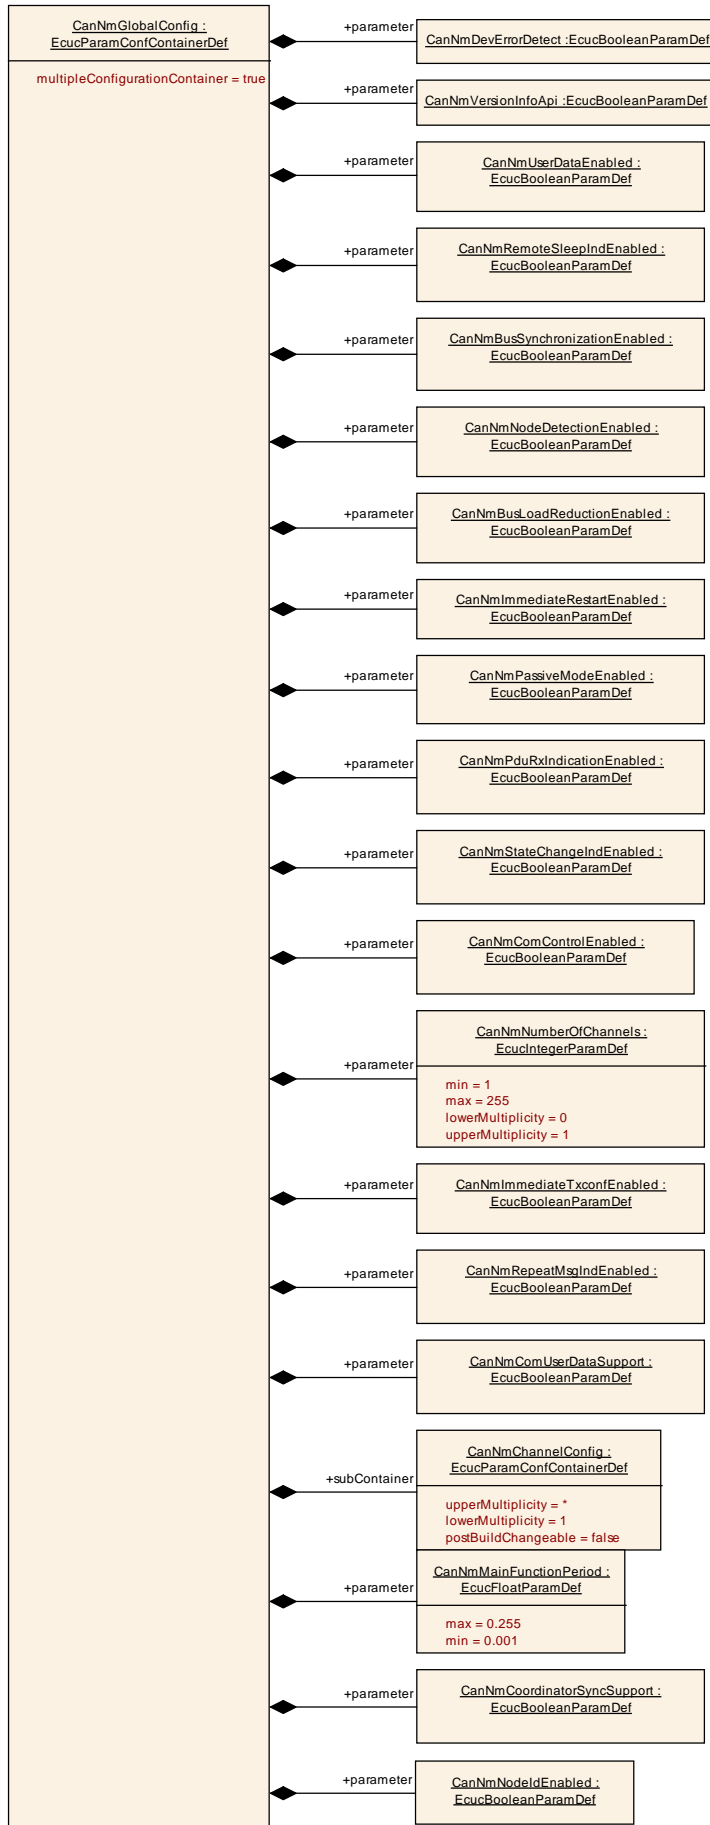 CanNmGlobalConfig :
EcucParamConfContainerDef
multipleConfigurationContainer = true
+parameter
CanNmDevErrorDetect :EcucBooleanParamDef
+parameter
CanNmVersionInfoApi :EcucBooleanParamDef
+parameter
CanNmUserDataEnabled :
EcucBooleanParamDef
+parameter
CanNmRemoteSleepIndEnabled :
EcucBooleanParamDef
+parameter
CanNmBusSynchronizationEnabled :
EcucBooleanParamDef
+parameter
CanNmNodeDetectionEnabled :
EcucBooleanParamDef
+parameter
CanNmBusLoadReductionEnabled :
EcucBooleanParamDef
+parameter
CanNmImmediateRestartEnabled :
EcucBooleanParamDef
+parameter
CanNmPassiveModeEnabled :
EcucBooleanParamDef
+parameter
CanNmPduRxIndicationEnabled :
EcucBooleanParamDef
+parameter
CanNmStateChangeIndEnabled :
EcucBooleanParamDef
+parameter
CanNmComControlEnabled :
EcucBooleanParamDef
+parameter
CanNmNumberOfChannels :
EcucIntegerParamDef
min = 1
max = 255
lowerMultiplicity = 0
upperMultiplicity = 1
+parameter
CanNmImmediateTxconfEnabled :
EcucBooleanParamDef
+parameter
CanNmRepeatMsgIndEnabled :
EcucBooleanParamDef
+parameter
CanNmComUserDataSupport :
EcucBooleanParamDef
+subContainer
CanNmChannelConfig :
EcucParamConfContainerDef
upperMultiplicity = *
lowerMultiplicity = 1
postBuildChangeable = false
+parameter
CanNmMainFunctionPeriod :
EcucFloatParamDef
max = 0.255
min = 0.001
+parameter
CanNmCoordinatorSyncSupport :
EcucBooleanParamDef
+parameter
CanNmNodeIdEnabled :
EcucBooleanParamDef